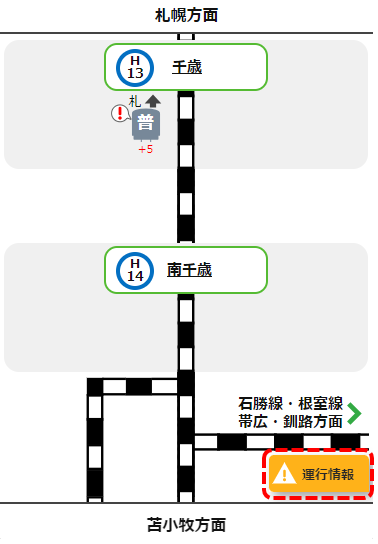 札幌方面
H
13
千歳
札
!
普
+5
H
14
南千歳
石勝線・根室線
帯広・釧路方面
運行情報
苫小牧方面